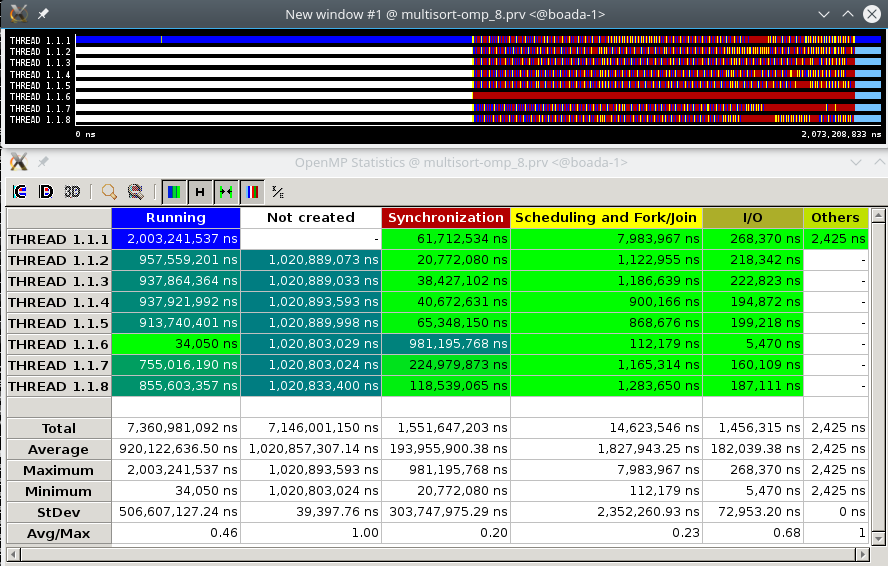 New window #1 @ multisort-omp_8.prv <@boada-1>
THREAD 1.1.1
THREAD 1.1.2
THREAD 1.1.3
THREAD 1.1.4
THREAD 1.1.5
THREAD 1.1.6
THREAD 1.1.7
THREAD 1.1.8
0 ns 2,073,208,833 ns
OpenMP Statistics @ multisort-omp_8.prv <@boada-1>
IC ID 3D H Σ/E
Running Not created Synchronization Scheduling and Fork/Join I/O Others
THREAD 1.1.1 2,003,241,537 ns - 61,712,534 ns 7,983,967 ns 268,370 ns 2,425 ns
THREAD 1.1.2 957,559,201 ns 1,020,889,073 ns 20,772,080 ns 1,122,955 ns 218,342 ns -
THREAD 1.1.3 937,864,364 ns 1,020,889,033 ns 38,427,102 ns 1,186,639 ns 222,823 ns -
THREAD 1.1.4 937,921,992 ns 1,020,893,593 ns 40,672,631 ns 900,166 ns 194,872 ns -
THREAD 1.1.5 913,740,401 ns 1,020,889,998 ns 65,348,150 ns 868,676 ns 199,218 ns -
THREAD 1.1.6 34,050 ns 1,020,803,029 ns 981,195,768 ns 112,179 ns 5,470 ns -
THREAD 1.1.7 755,016,190 ns 1,020,803,024 ns 224,979,873 ns 1,165,314 ns 160,109 ns -
THREAD 1.1.8 855,603,357 ns 1,020,833,400 ns 118,539,065 ns 1,283,650 ns 187,111 ns -
Total 7,360,981,092 ns 7,146,001,150 ns 1,551,647,203 ns 14,623,546 ns 1,456,315 ns 2,425 ns
Average 920,122,636.50 ns 1,020,857,307.14 ns 193,955,900.38 ns 1,827,943.25 ns 182,039.38 ns 2,425 ns
Maximum 2,003,241,537 ns 1,020,893,593 ns 981,195,768 ns 7,983,967 ns 268,370 ns 2,425 ns
Minimum 34,050 ns 1,020,803,024 ns 20,772,080 ns 112,179 ns 5,470 ns 2,425 ns
StDev 506,607,127.24 ns 39,397.76 ns 303,747,975.29 ns 2,352,260.93 ns 72,953.20 ns 0 ns
Avg/Max 0.46 1.00 0.20 0.23 0.68 1